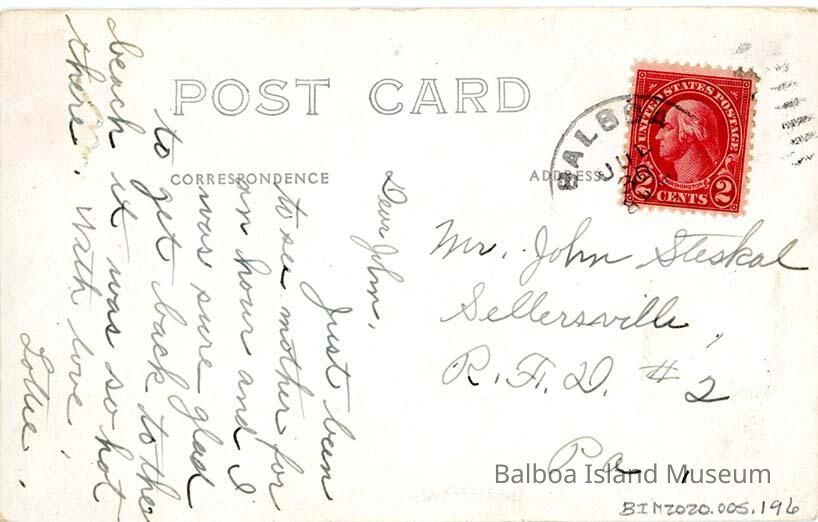 POST CARD
CORRESPONDENCE
ADDRESS
Dear John,
Just been
to see mother for
an hour and I
was sure glad
to get back to the
beach it was so hot
there. With love,
Lottie.
BALBOA
JUL
UNITED STATES POSTAGE
WASHINGTON
2 CENTS 2
Mr. John Steskal
Sellersville,
R.F.D. #2
Pa.
Balboa Island Museum
BIM2020.005.196